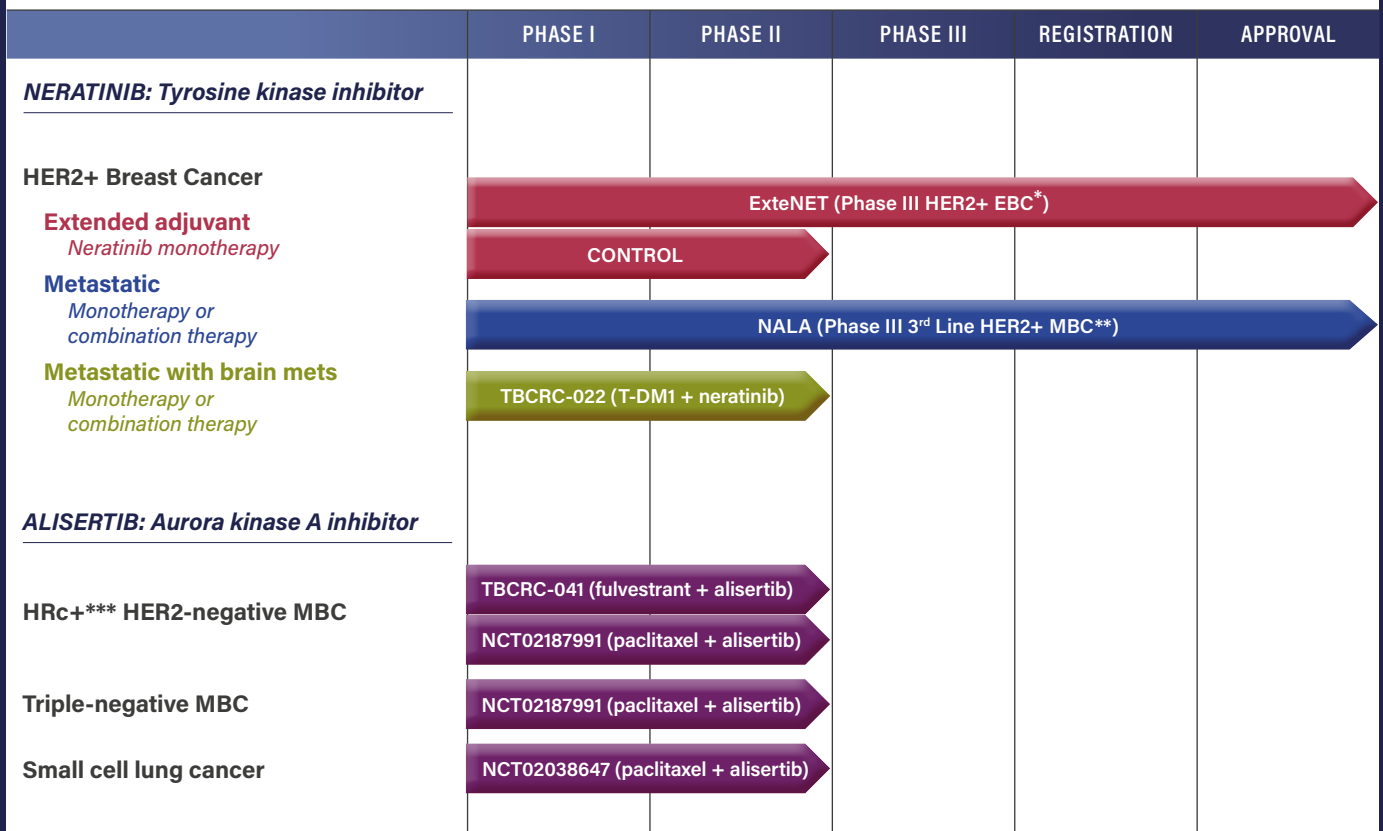 PHASE I PHASE II PHASE III REGISTRATION APPROVAL
NERATINIB: Tyrosine kinase inhibitor
HER2+ Breast Cancer
ExteNET (Phase III HER2+ EBC*)
Extended adjuvant
Neratinib monotherapy
CONTROL
Metastatic
Monotherapy or
combination therapy
NALA (Phase III 3rd Line HER2+ MBC**)
Metastatic with brain mets
Monotherapy or
combination therapy
TBCRC-022 (T-DM1 + neratinib)
ALISERTIB: Aurora kinase A inhibitor
HRc+*** HER2-negative MBC
TBCRC-041 (fulvestrant + alisertib)
NCT02187991 (paclitaxel + alisertib)
Triple-negative MBC
NCT02187991 (paclitaxel + alisertib)
Small cell lung cancer
NCT02038647 (paclitaxel + alisertib)